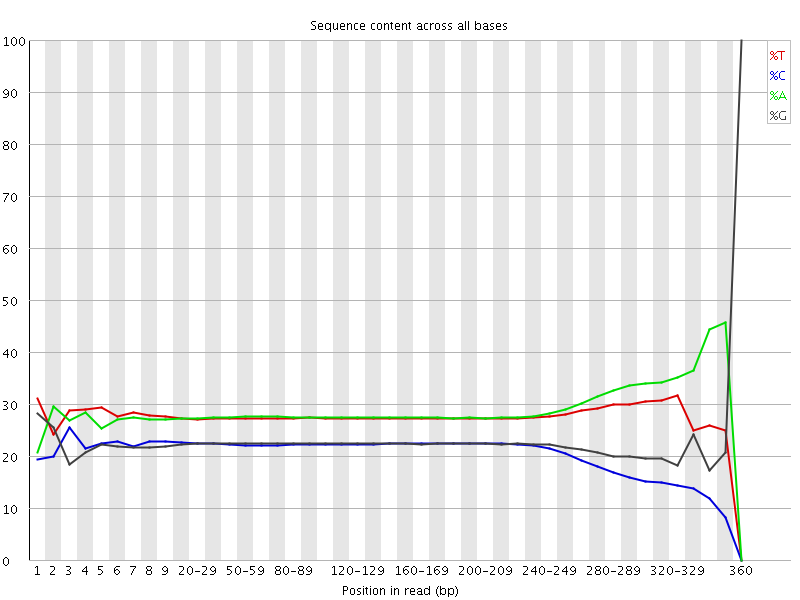 Sequence content across all bases
100
90
80
70
60
50
40
30
20
10
0
%T
%C
%A
%G
1 2 3 4 5 6 7 8 9 20-29 50-59 80-89 120-129 160-169 200-209 240-249 280-289 320-329 360
Position in read (bp)